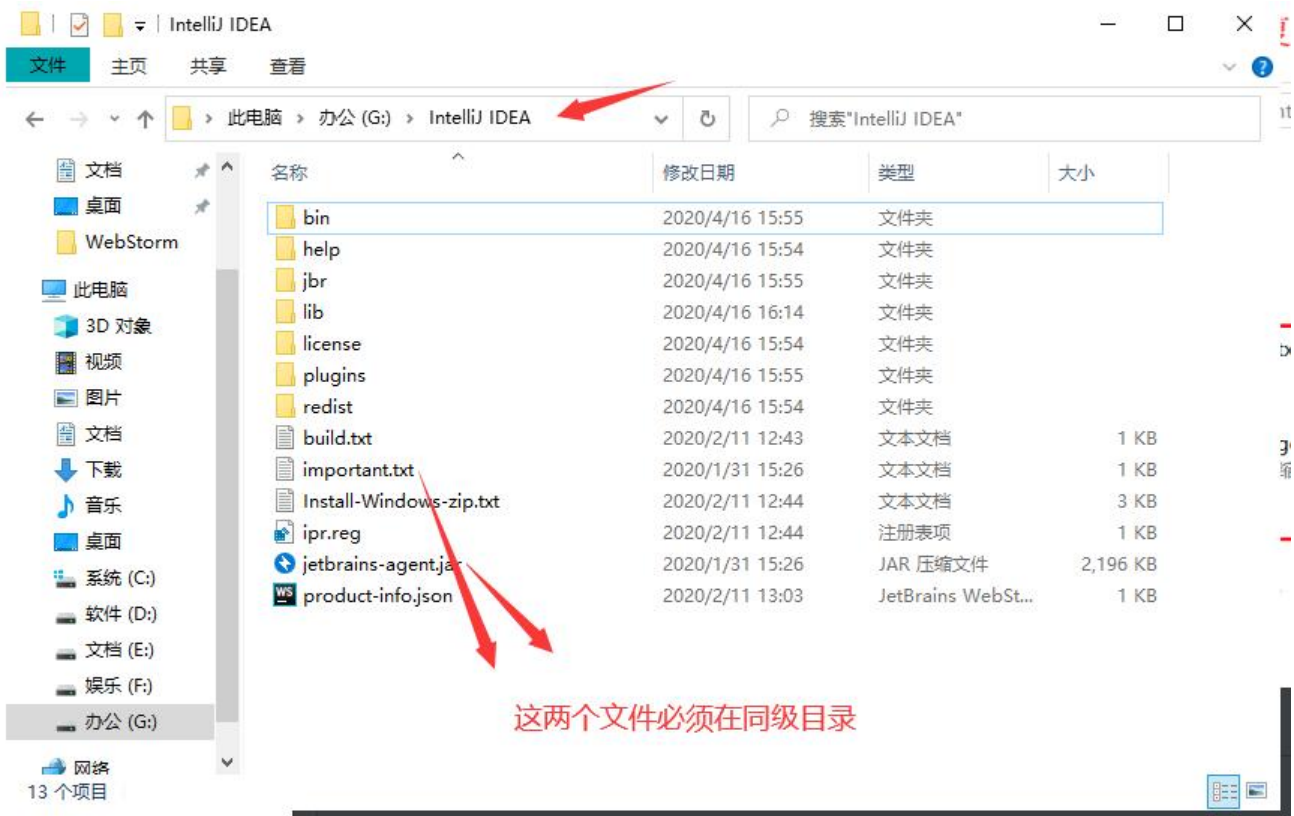 IntelliJ IDEA
文件 主页 共享 查看
此电脑 > 办公 (G:) > IntelliJ IDEA 搜索"IntelliJ IDEA"
文档
桌面
WebStorm
此电脑
3D 对象
视频
图片
文档
下载
音乐
桌面
系统 (C:)
软件 (D:)
文档 (E:)
娱乐 (F:)
办公 (G:)
网络
名称 修改日期 类型 大小
bin 2020/4/16 15:55 文件夹
help 2020/4/16 15:54 文件夹
jbr 2020/4/16 15:55 文件夹
lib 2020/4/16 16:14 文件夹
license 2020/4/16 15:54 文件夹
plugins 2020/4/16 15:55 文件夹
redist 2020/4/16 15:54 文件夹
build.txt 2020/2/11 12:43 文本文档 1 KB
important.txt 2020/1/31 15:26 文本文档 1 KB
Install-Windows-zip.txt 2020/2/11 12:44 文本文档 3 KB
ipr.reg 2020/2/11 12:44 注册表项 1 KB
jetbrains-agent.jar 2020/1/31 15:26 JAR 压缩文件 2,196 KB
WS product-info.json 2020/2/11 13:03 JetBrains WebSt... 1 KB
这两个文件必须在同级目录
13 个项目